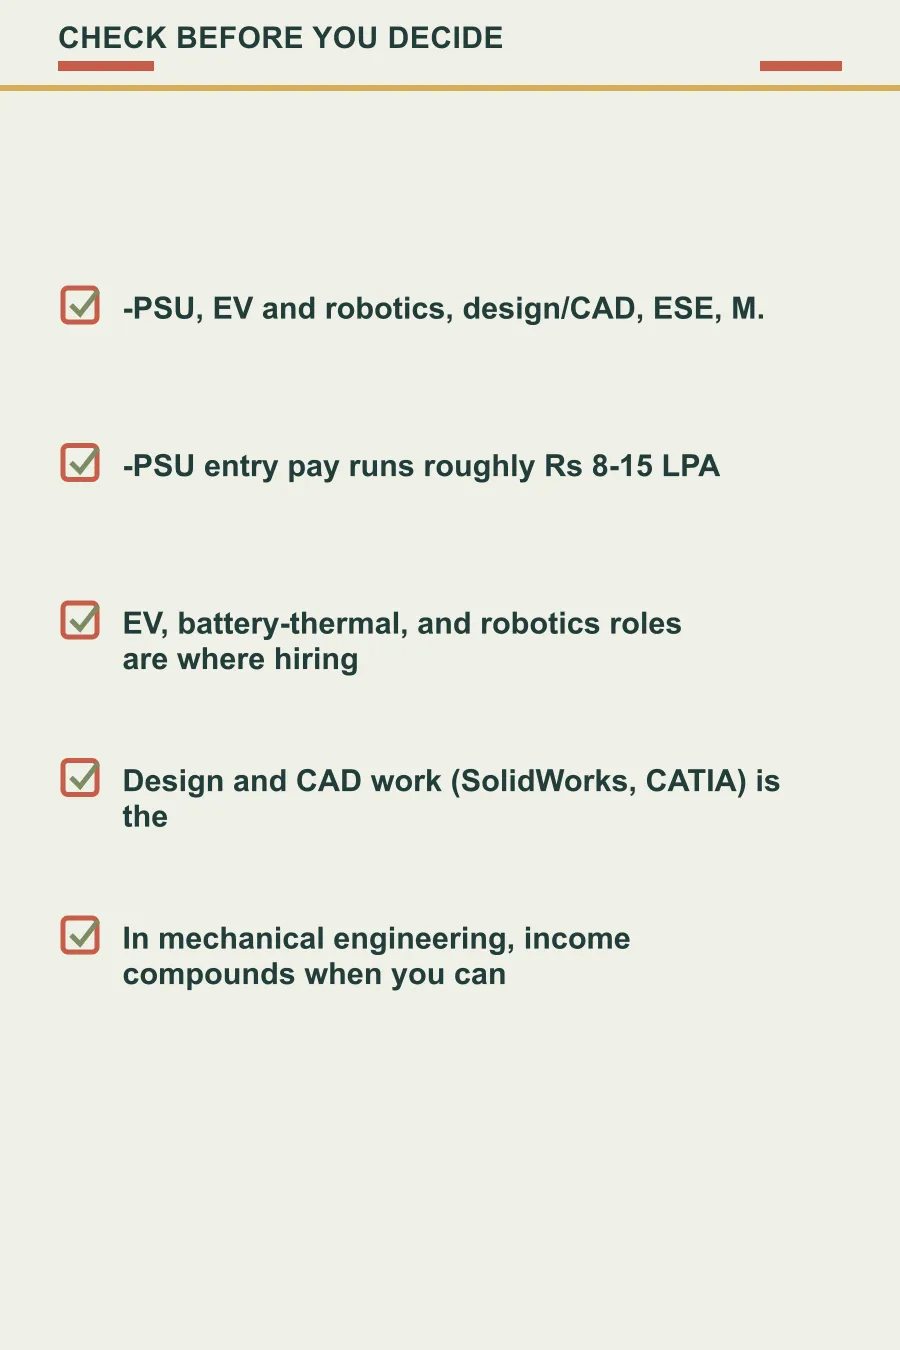 CHECK BEFORE YOU DECIDE
-PSU, EV and robotics, design/CAD, ESE, M.
-PSU entry pay runs roughly Rs 8-15 LPA
EV, battery-thermal, and robotics roles
are where hiring
Design and CAD work (SolidWorks, CATIA) is
the
In mechanical engineering, income
compounds when you can